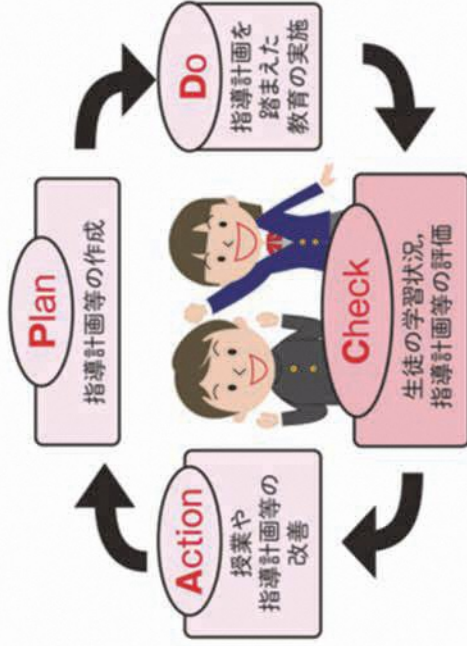 Plan
指導計画等の作成
Do
指導計画を
踏まえた
教育の実施
Check
生徒の学習状況，
指導計画等の評価
Action
授業や
指導計画等の
改善